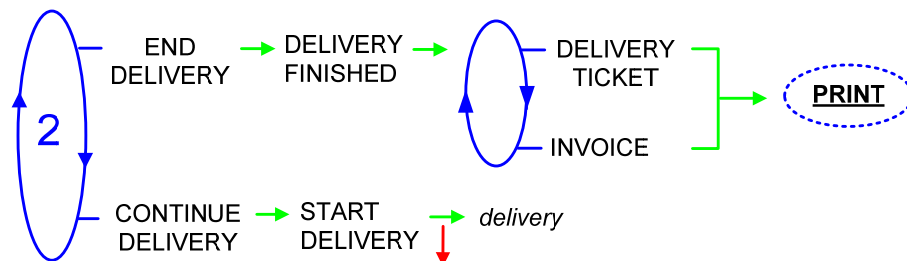 2
END
DELIVERY
DELIVERY
FINISHED
DELIVERY
TICKET
INVOICE
PRINT
CONTINUE
DELIVERY
START
DELIVERY
delivery